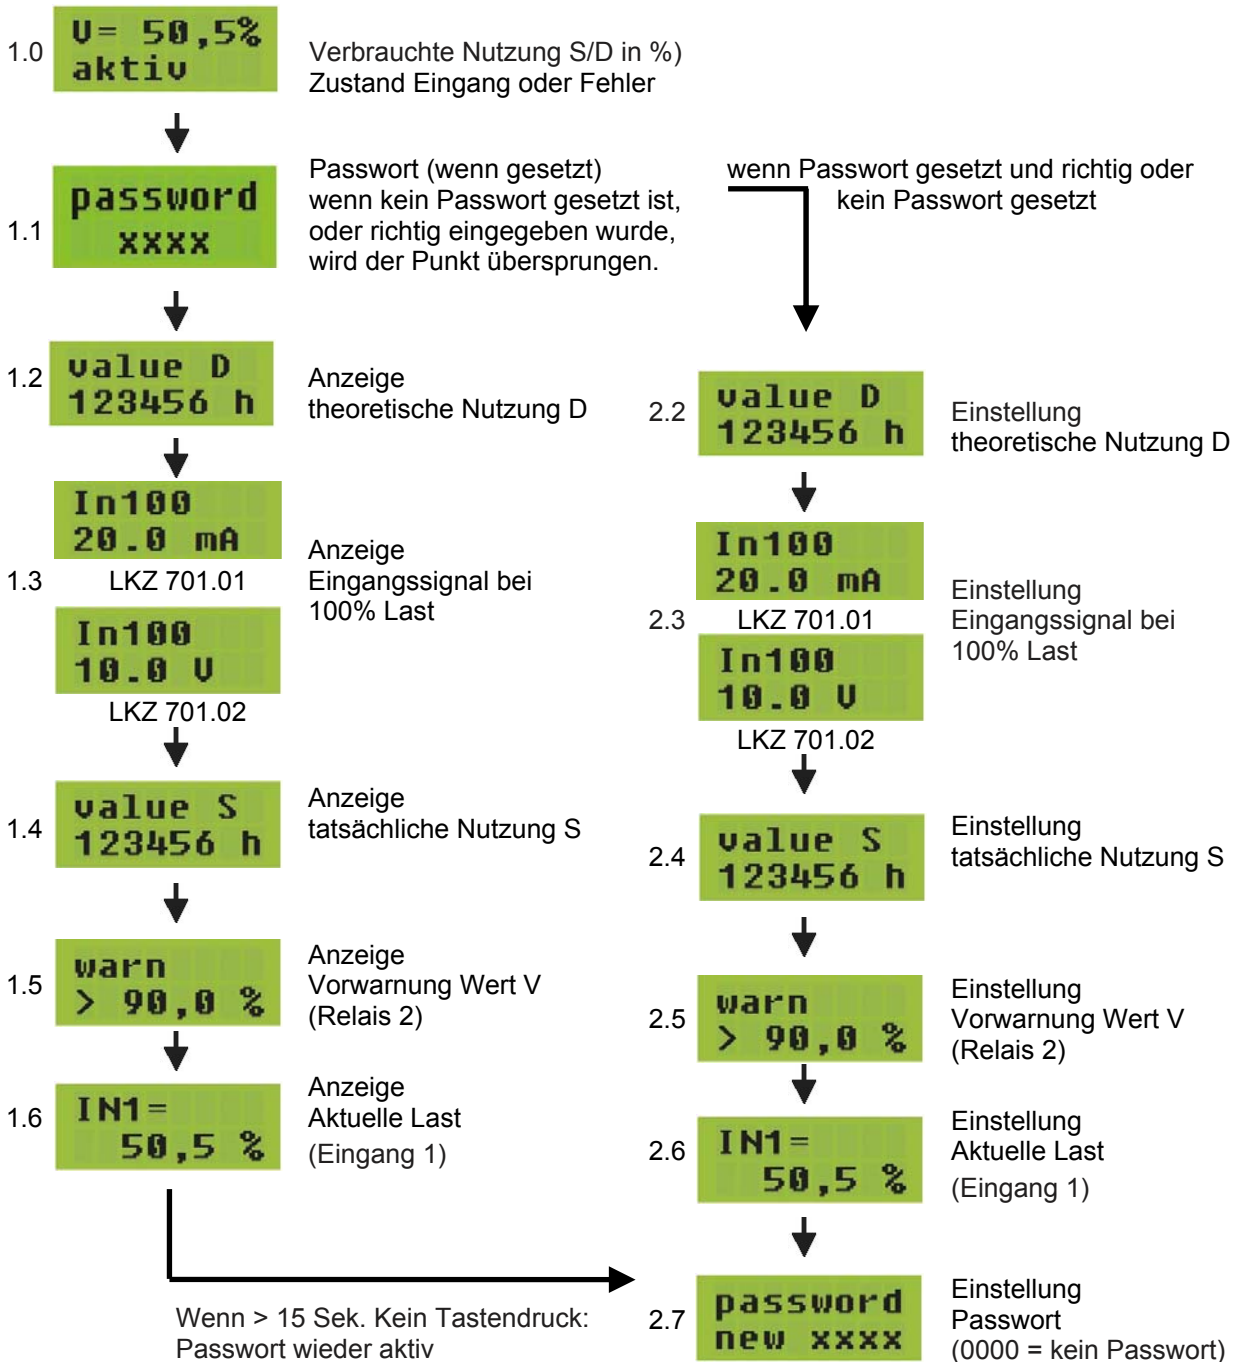 1.0
V= 50,5%
aktiv
Verbrauchte Nutzung S/D in %)
Zustand Eingang oder Fehler
1.1
password
xxxx
Passwort (wenn gesetzt)
wenn kein Passwort gesetzt ist,
oder richtig eingegeben wurde,
wird der Punkt übersprungen.
wenn Passwort gesetzt und richtig oder
kein Passwort gesetzt
1.2
value D
123456 h
Anzeige
theoretische Nutzung D
1.3
In100
20.0 mA
LKZ 701.01
In100
10.0 V
LKZ 701.02
Anzeige
Eingangssignal bei
100% Last
1.4
value S
123456 h
Anzeige
tatsächliche Nutzung S
1.5
warn
> 90,0 %
Anzeige
Vorwarnung Wert V
(Relais 2)
1.6
IN1=
50,5 %
Anzeige
Aktuelle Last
(Eingang 1)
Wenn > 15 Sek. Kein Tastendruck:
Passwort wieder aktiv
2.2
value D
123456 h
Einstellung
theoretische Nutzung D
2.3
In100
20.0 mA
LKZ 701.01
In100
10.0 V
LKZ 701.02
Einstellung
Eingangssignal bei
100% Last
2.4
value S
123456 h
Einstellung
tatsächliche Nutzung S
2.5
warn
> 90,0 %
Einstellung
Vorwarnung Wert V
(Relais 2)
2.6
IN1=
50,5 %
Einstellung
Aktuelle Last
(Eingang 1)
2.7
password
new xxxx
Einstellung
Passwort
(0000 = kein Passwort)